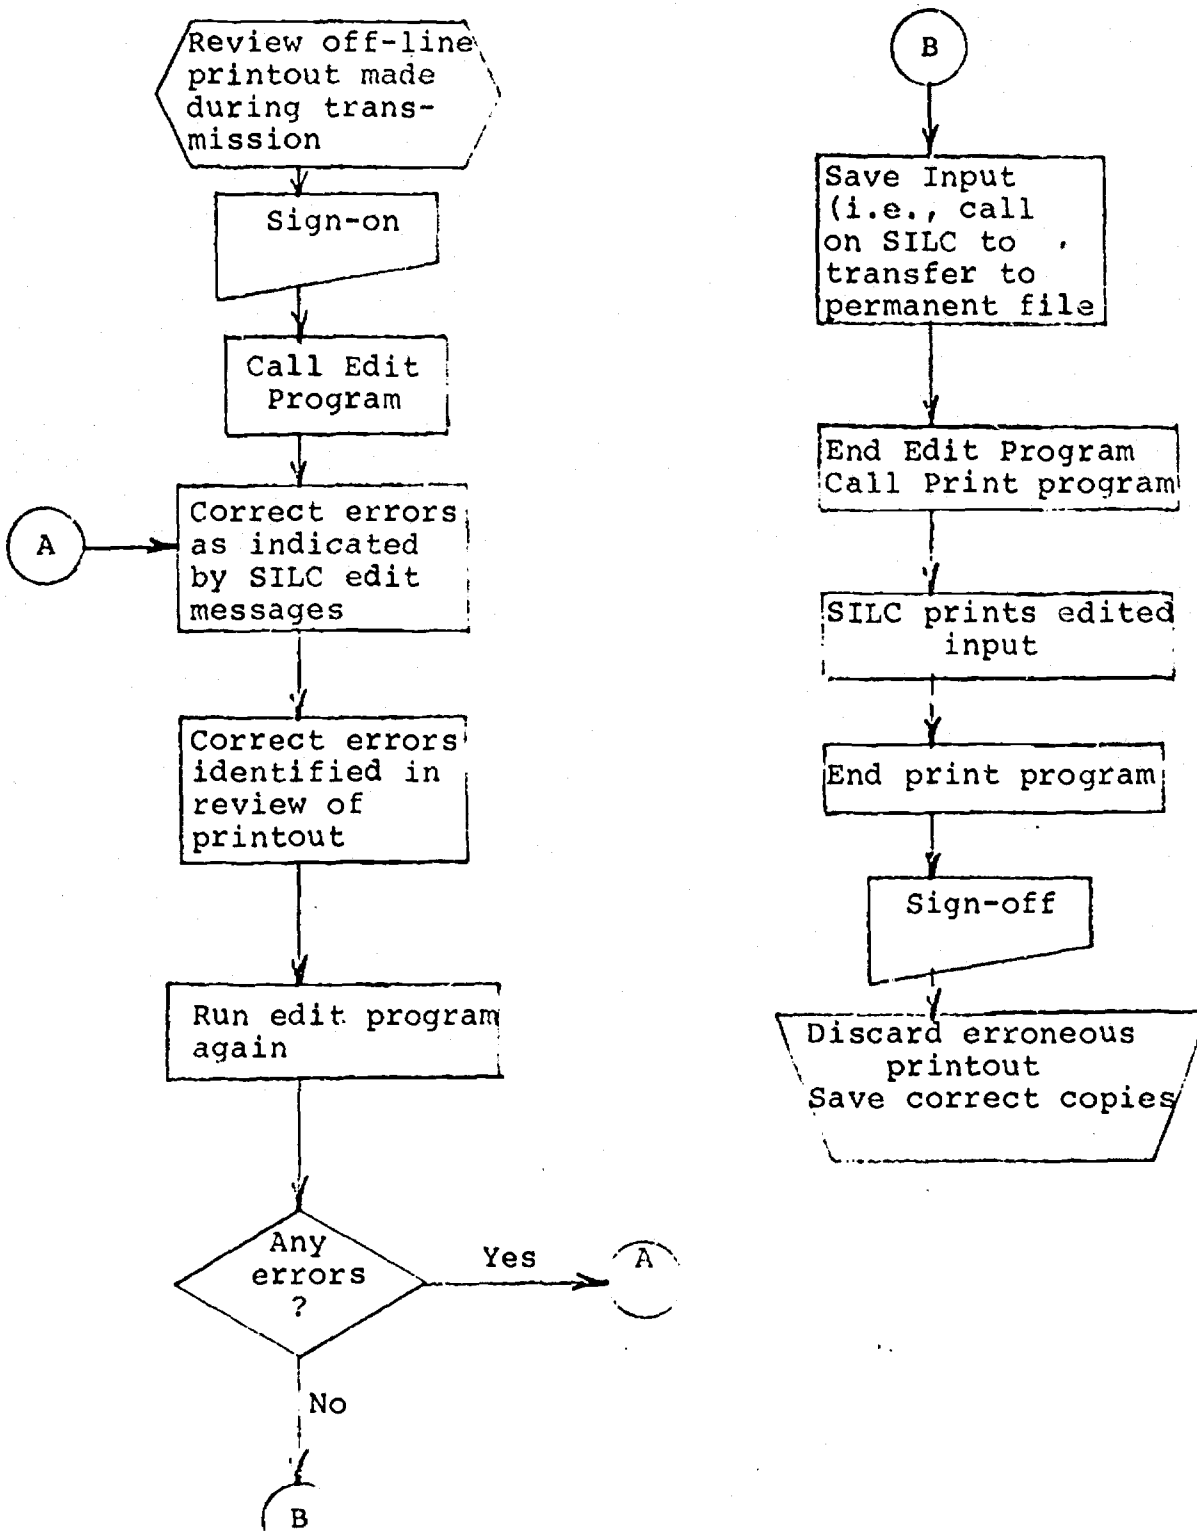 Review off-line
printout made
during trans-
mission
Sign-on
Call Edit
Program
A
Correct errors
as indicated
by SILC edit
messages
Correct errors
identified in
review of
printout
Run edit program
again
Any
errors
?
Yes
A
No
B
B
Save Input
(i.e., call
on SILC to
transfer to
permanent file
End Edit Program
Call Print program
SILC prints edited
input
End print program
Sign-off
Discard erroneous
printout
Save correct copies